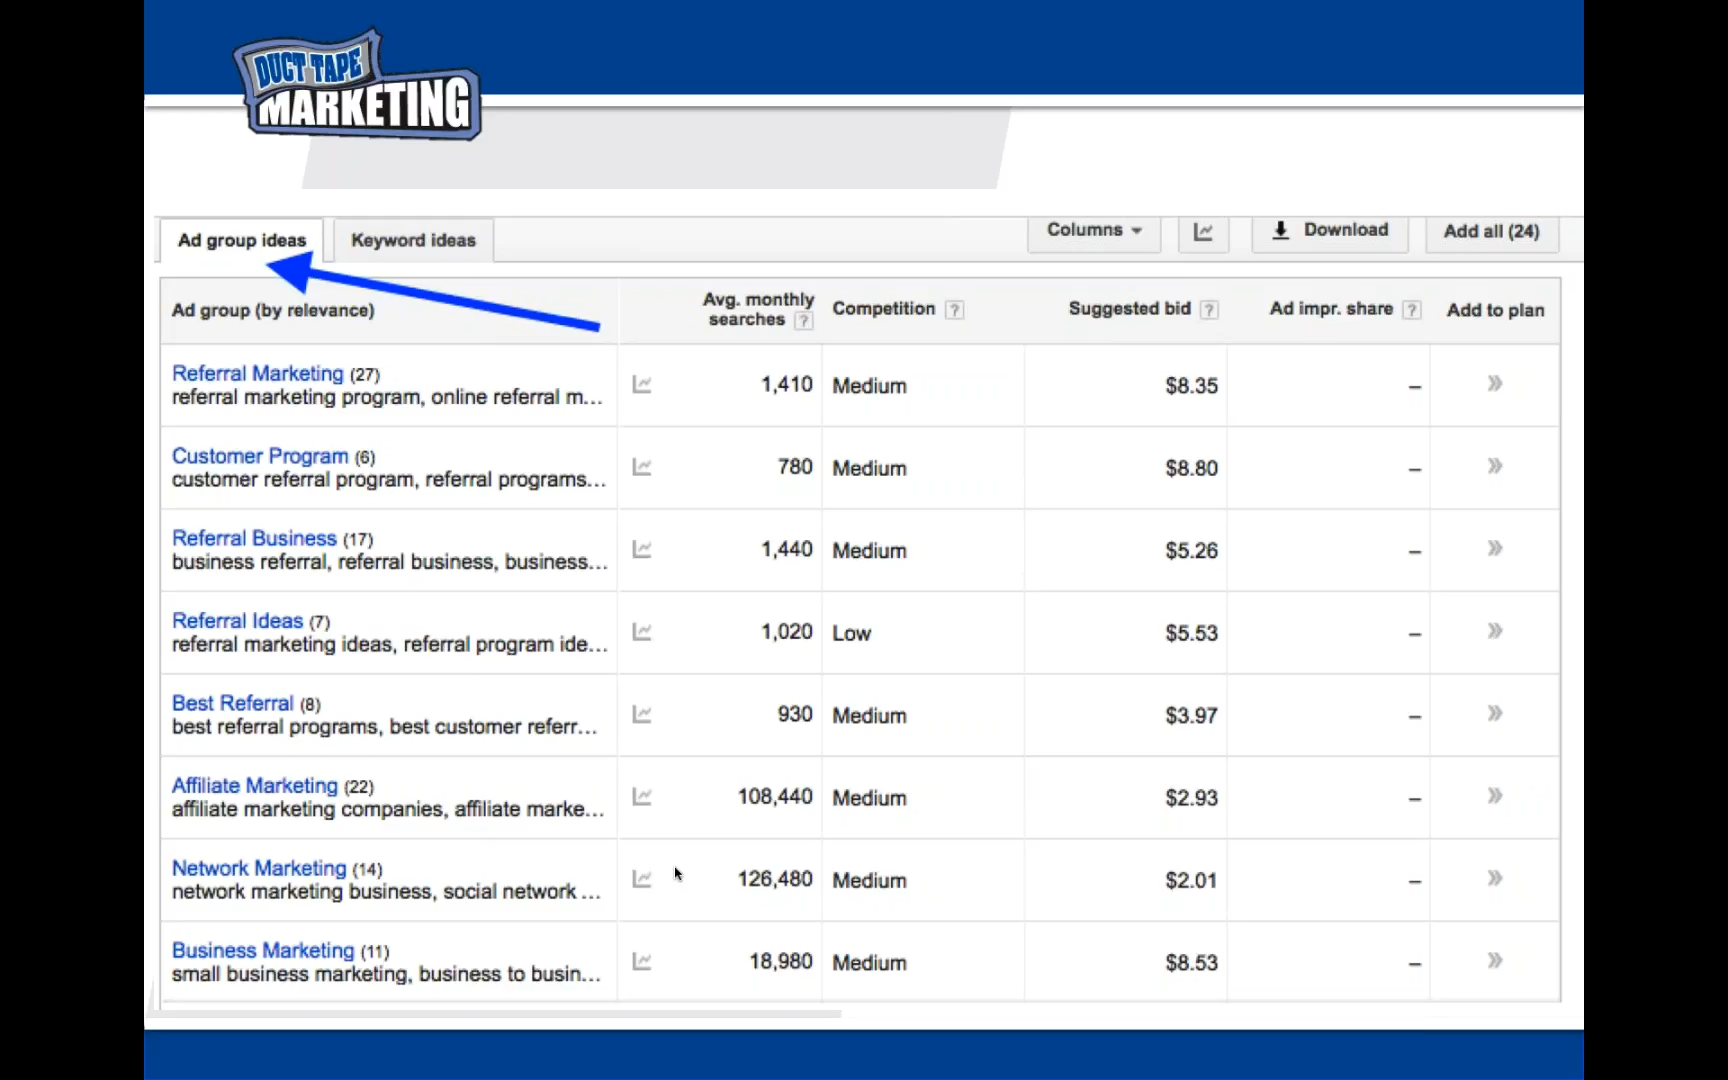 DUCT TAPE
MARKETING
Ad group ideas
Keyword ideas
Columns
Download
Add all (24)
Ad group (by relevance)
Avg. monthly
searches ?
Competition ?
Suggested bid ?
Ad impr. share ?
Add to plan
Referral Marketing (27)
referral marketing program, online referral m...
1,410
Medium
$8.35
–
»
Customer Program (6)
customer referral program, referral programs...
780
Medium
$8.80
–
»
Referral Business (17)
business referral, referral business, business...
1,440
Medium
$5.26
–
»
Referral Ideas (7)
referral marketing ideas, referral program ide...
1,020
Low
$5.53
–
»
Best Referral (8)
best referral programs, best customer referr...
930
Medium
$3.97
–
»
Affiliate Marketing (22)
affiliate marketing companies, affiliate marke...
108,440
Medium
$2.93
–
»
Network Marketing (14)
network marketing business, social network ...
126,480
Medium
$2.01
–
»
Business Marketing (11)
small business marketing, business to busin...
18,980
Medium
$8.53
–
»